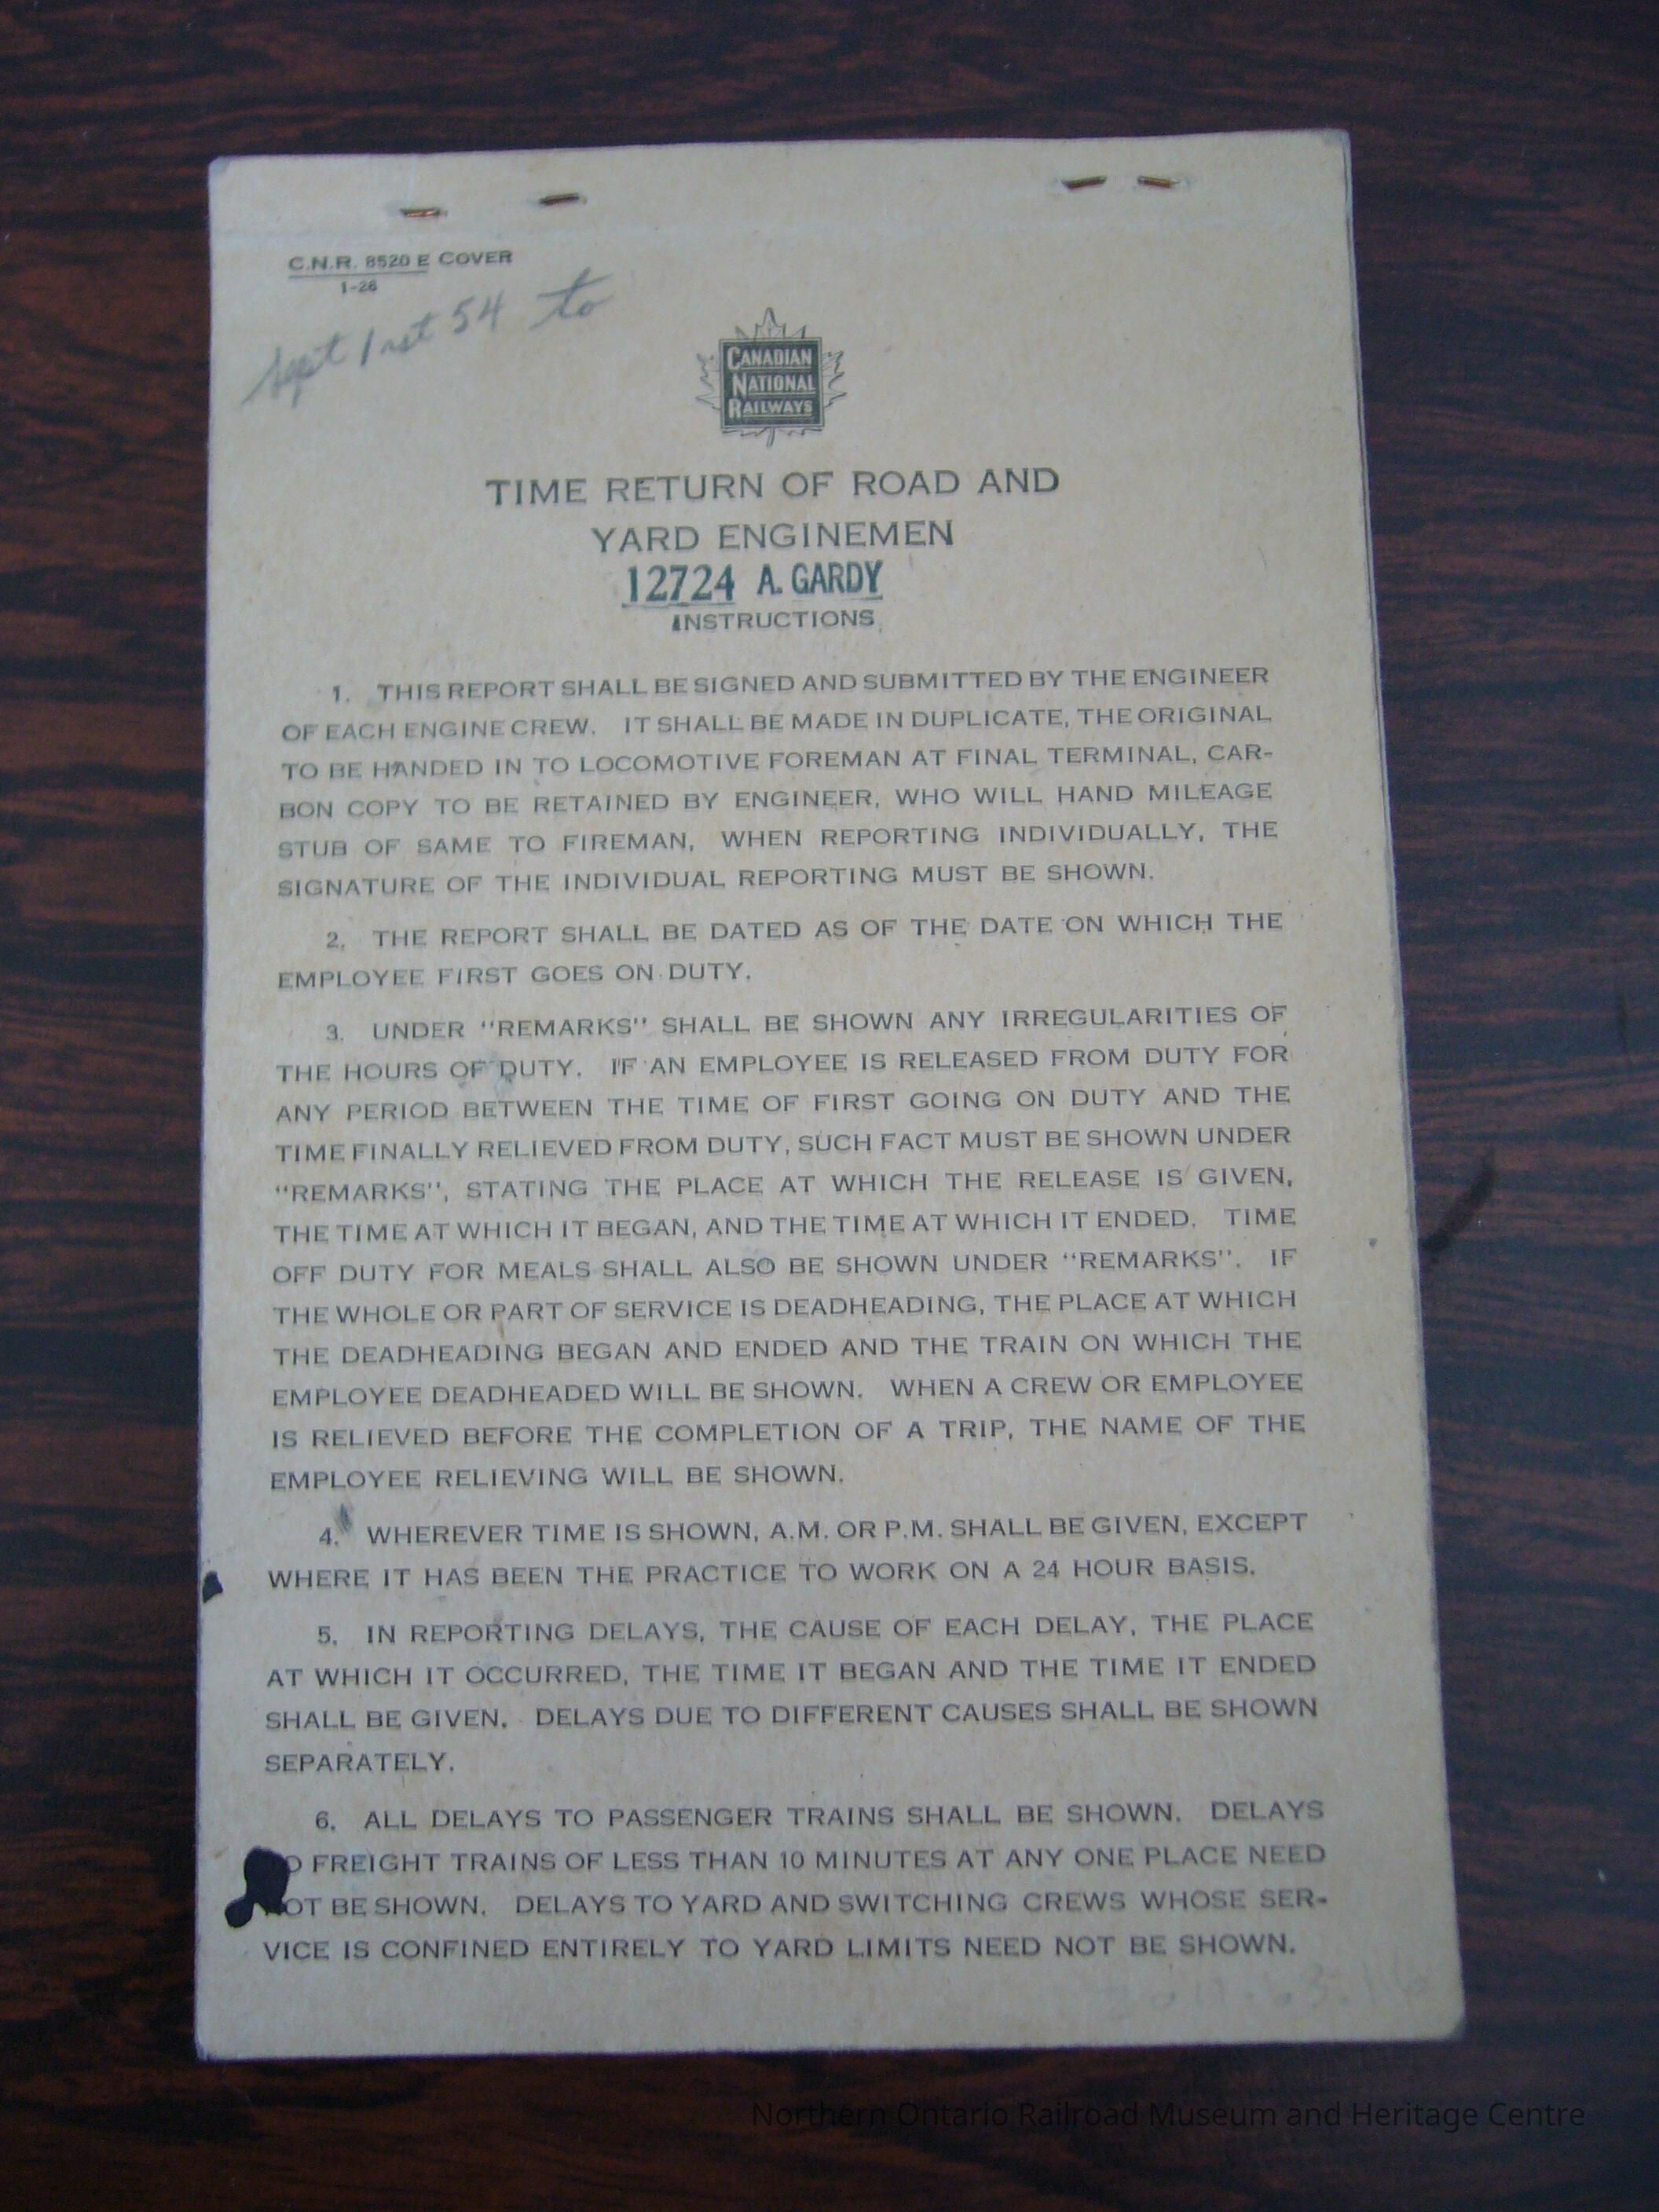 C.N.R. 8520 E COVER
1-26
Sept 1rst 54 to
CANADIAN
NATIONAL
RAILWAYS
TIME RETURN OF ROAD AND
YARD ENGINEMEN
12724 A. GARDY
INSTRUCTIONS
1. THIS REPORT SHALL BE SIGNED AND SUBMITTED BY THE ENGINEER
OF EACH ENGINE CREW. IT SHALL BE MADE IN DUPLICATE, THE ORIGINAL
TO BE HANDED IN TO LOCOMOTIVE FOREMAN AT FINAL TERMINAL, CAR-
BON COPY TO BE RETAINED BY ENGINEER, WHO WILL HAND MILEAGE
STUB OF SAME TO FIREMAN, WHEN REPORTING INDIVIDUALLY, THE
SIGNATURE OF THE INDIVIDUAL REPORTING MUST BE SHOWN.
2. THE REPORT SHALL BE DATED AS OF THE DATE ON WHICH THE
EMPLOYEE FIRST GOES ON DUTY.
3. UNDER "REMARKS" SHALL BE SHOWN ANY IRREGULARITIES OF
THE HOURS OF DUTY. IF AN EMPLOYEE IS RELEASED FROM DUTY FOR
ANY PERIOD BETWEEN THE TIME OF FIRST GOING ON DUTY AND THE
TIME FINALLY RELIEVED FROM DUTY, SUCH FACT MUST BE SHOWN UNDER
"REMARKS", STATING THE PLACE AT WHICH THE RELEASE IS GIVEN,
THE TIME AT WHICH IT BEGAN, AND THE TIME AT WHICH IT ENDED. TIME
OFF DUTY FOR MEALS SHALL ALSO BE SHOWN UNDER "REMARKS". IF
THE WHOLE OR PART OF SERVICE IS DEADHEADING, THE PLACE AT WHICH
THE DEADHEADING BEGAN AND ENDED AND THE TRAIN ON WHICH THE
EMPLOYEE DEADHEADED WILL BE SHOWN. WHEN A CREW OR EMPLOYEE
IS RELIEVED BEFORE THE COMPLETION OF A TRIP, THE NAME OF THE
EMPLOYEE RELIEVING WILL BE SHOWN.
4. WHEREVER TIME IS SHOWN, A.M. OR P.M. SHALL BE GIVEN, EXCEPT
WHERE IT HAS BEEN THE PRACTICE TO WORK ON A 24 HOUR BASIS.
5. IN REPORTING DELAYS, THE CAUSE OF EACH DELAY, THE PLACE
AT WHICH IT OCCURRED, THE TIME IT BEGAN AND THE TIME IT ENDED
SHALL BE GIVEN. DELAYS DUE TO DIFFERENT CAUSES SHALL BE SHOWN
SEPARATELY.
6. ALL DELAYS TO PASSENGER TRAINS SHALL BE SHOWN. DELAYS
TO FREIGHT TRAINS OF LESS THAN 10 MINUTES AT ANY ONE PLACE NEED
NOT BE SHOWN. DELAYS TO YARD AND SWITCHING CREWS WHOSE SER-
VICE IS CONFINED ENTIRELY TO YARD LIMITS NEED NOT BE SHOWN.
Northern Ontario Railroad Museum and Heritage Centre